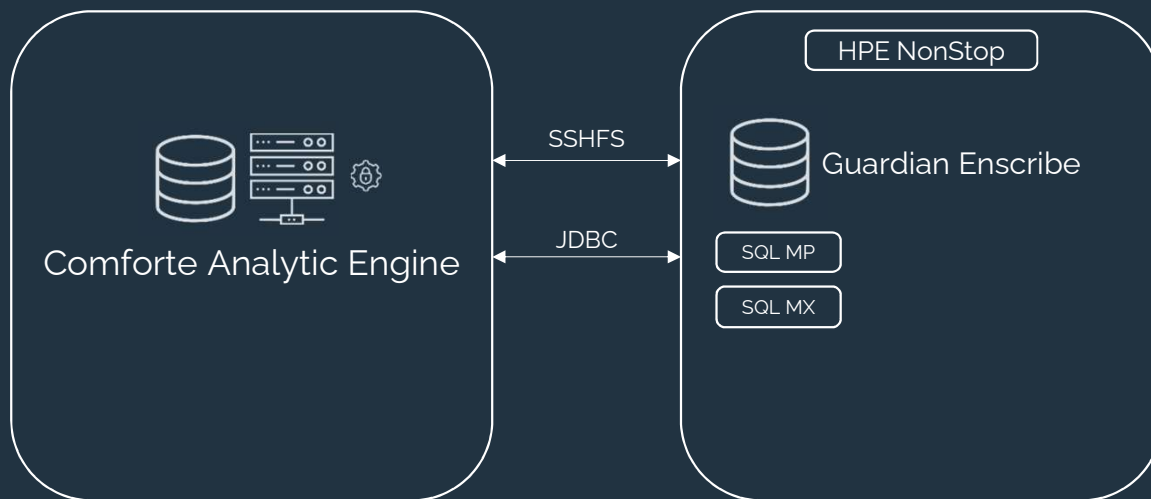 HPE NonStop
SSHFS
Guardian Enscribe
JDBC
Comforte Analytic Engine
SQL MP
SQL MX